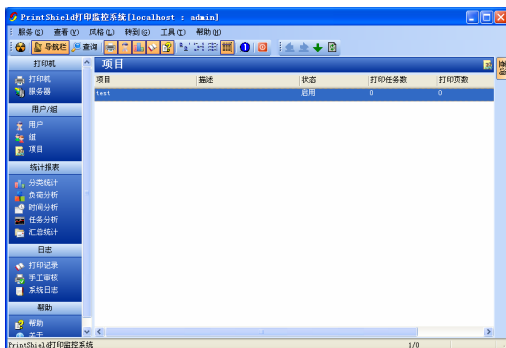 PrintShield打印监控系统[localhost : admin]
服务(S) 查看(V) 风格(L) 转到(G) 工具(T) 帮助(H)
导航栏 查询
打印机
打印机
服务器
用户/组
用户
组
项目
统计报表
分类统计
负荷分析
时间分析
任务分析
汇总统计
日志
打印记录
手工审核
系统日志
帮助
帮助
关于
项目
项目 描述 状态 打印任务数 打印页数
test 启用 0 0
PrintShield打印监控系统 1/0